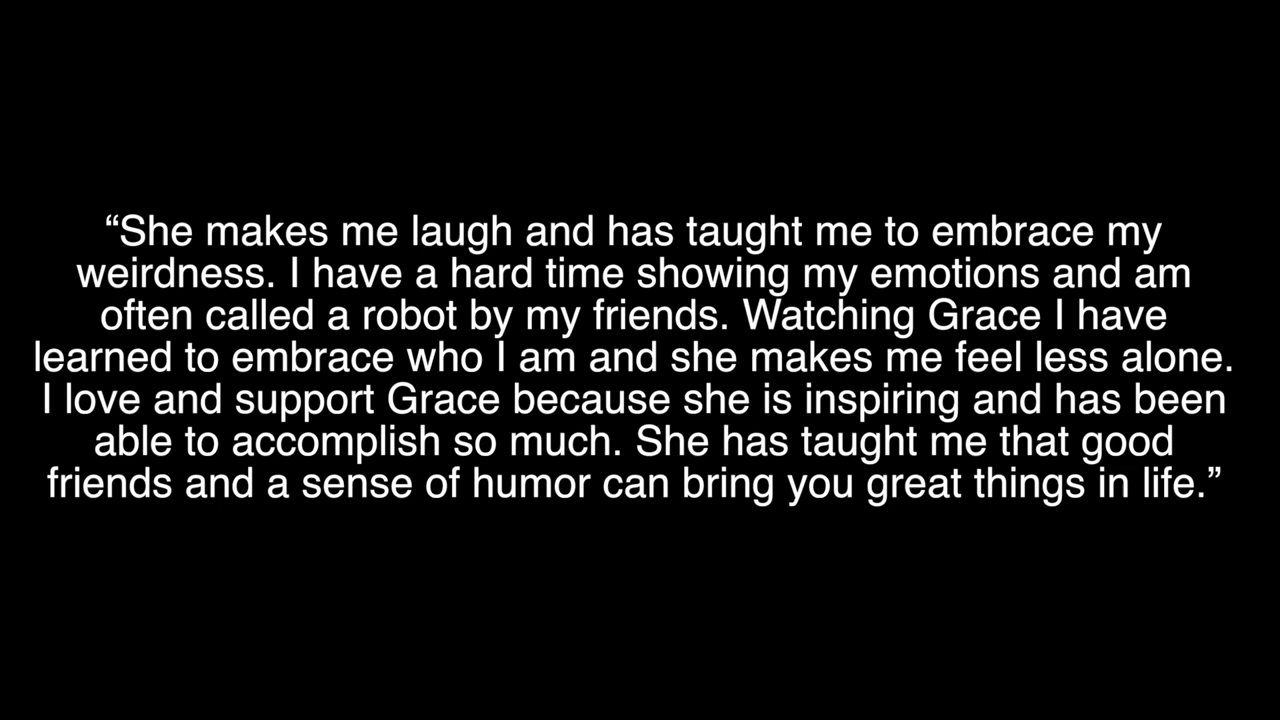 “She makes me laugh and has taught me to embrace my
weirdness. I have a hard time showing my emotions and am
often called a robot by my friends. Watching Grace I have
learned to embrace who I am and she makes me feel less alone.
I love and support Grace because she is inspiring and has been
able to accomplish so much. She has taught me that good
friends and a sense of humor can bring you great things in life.”